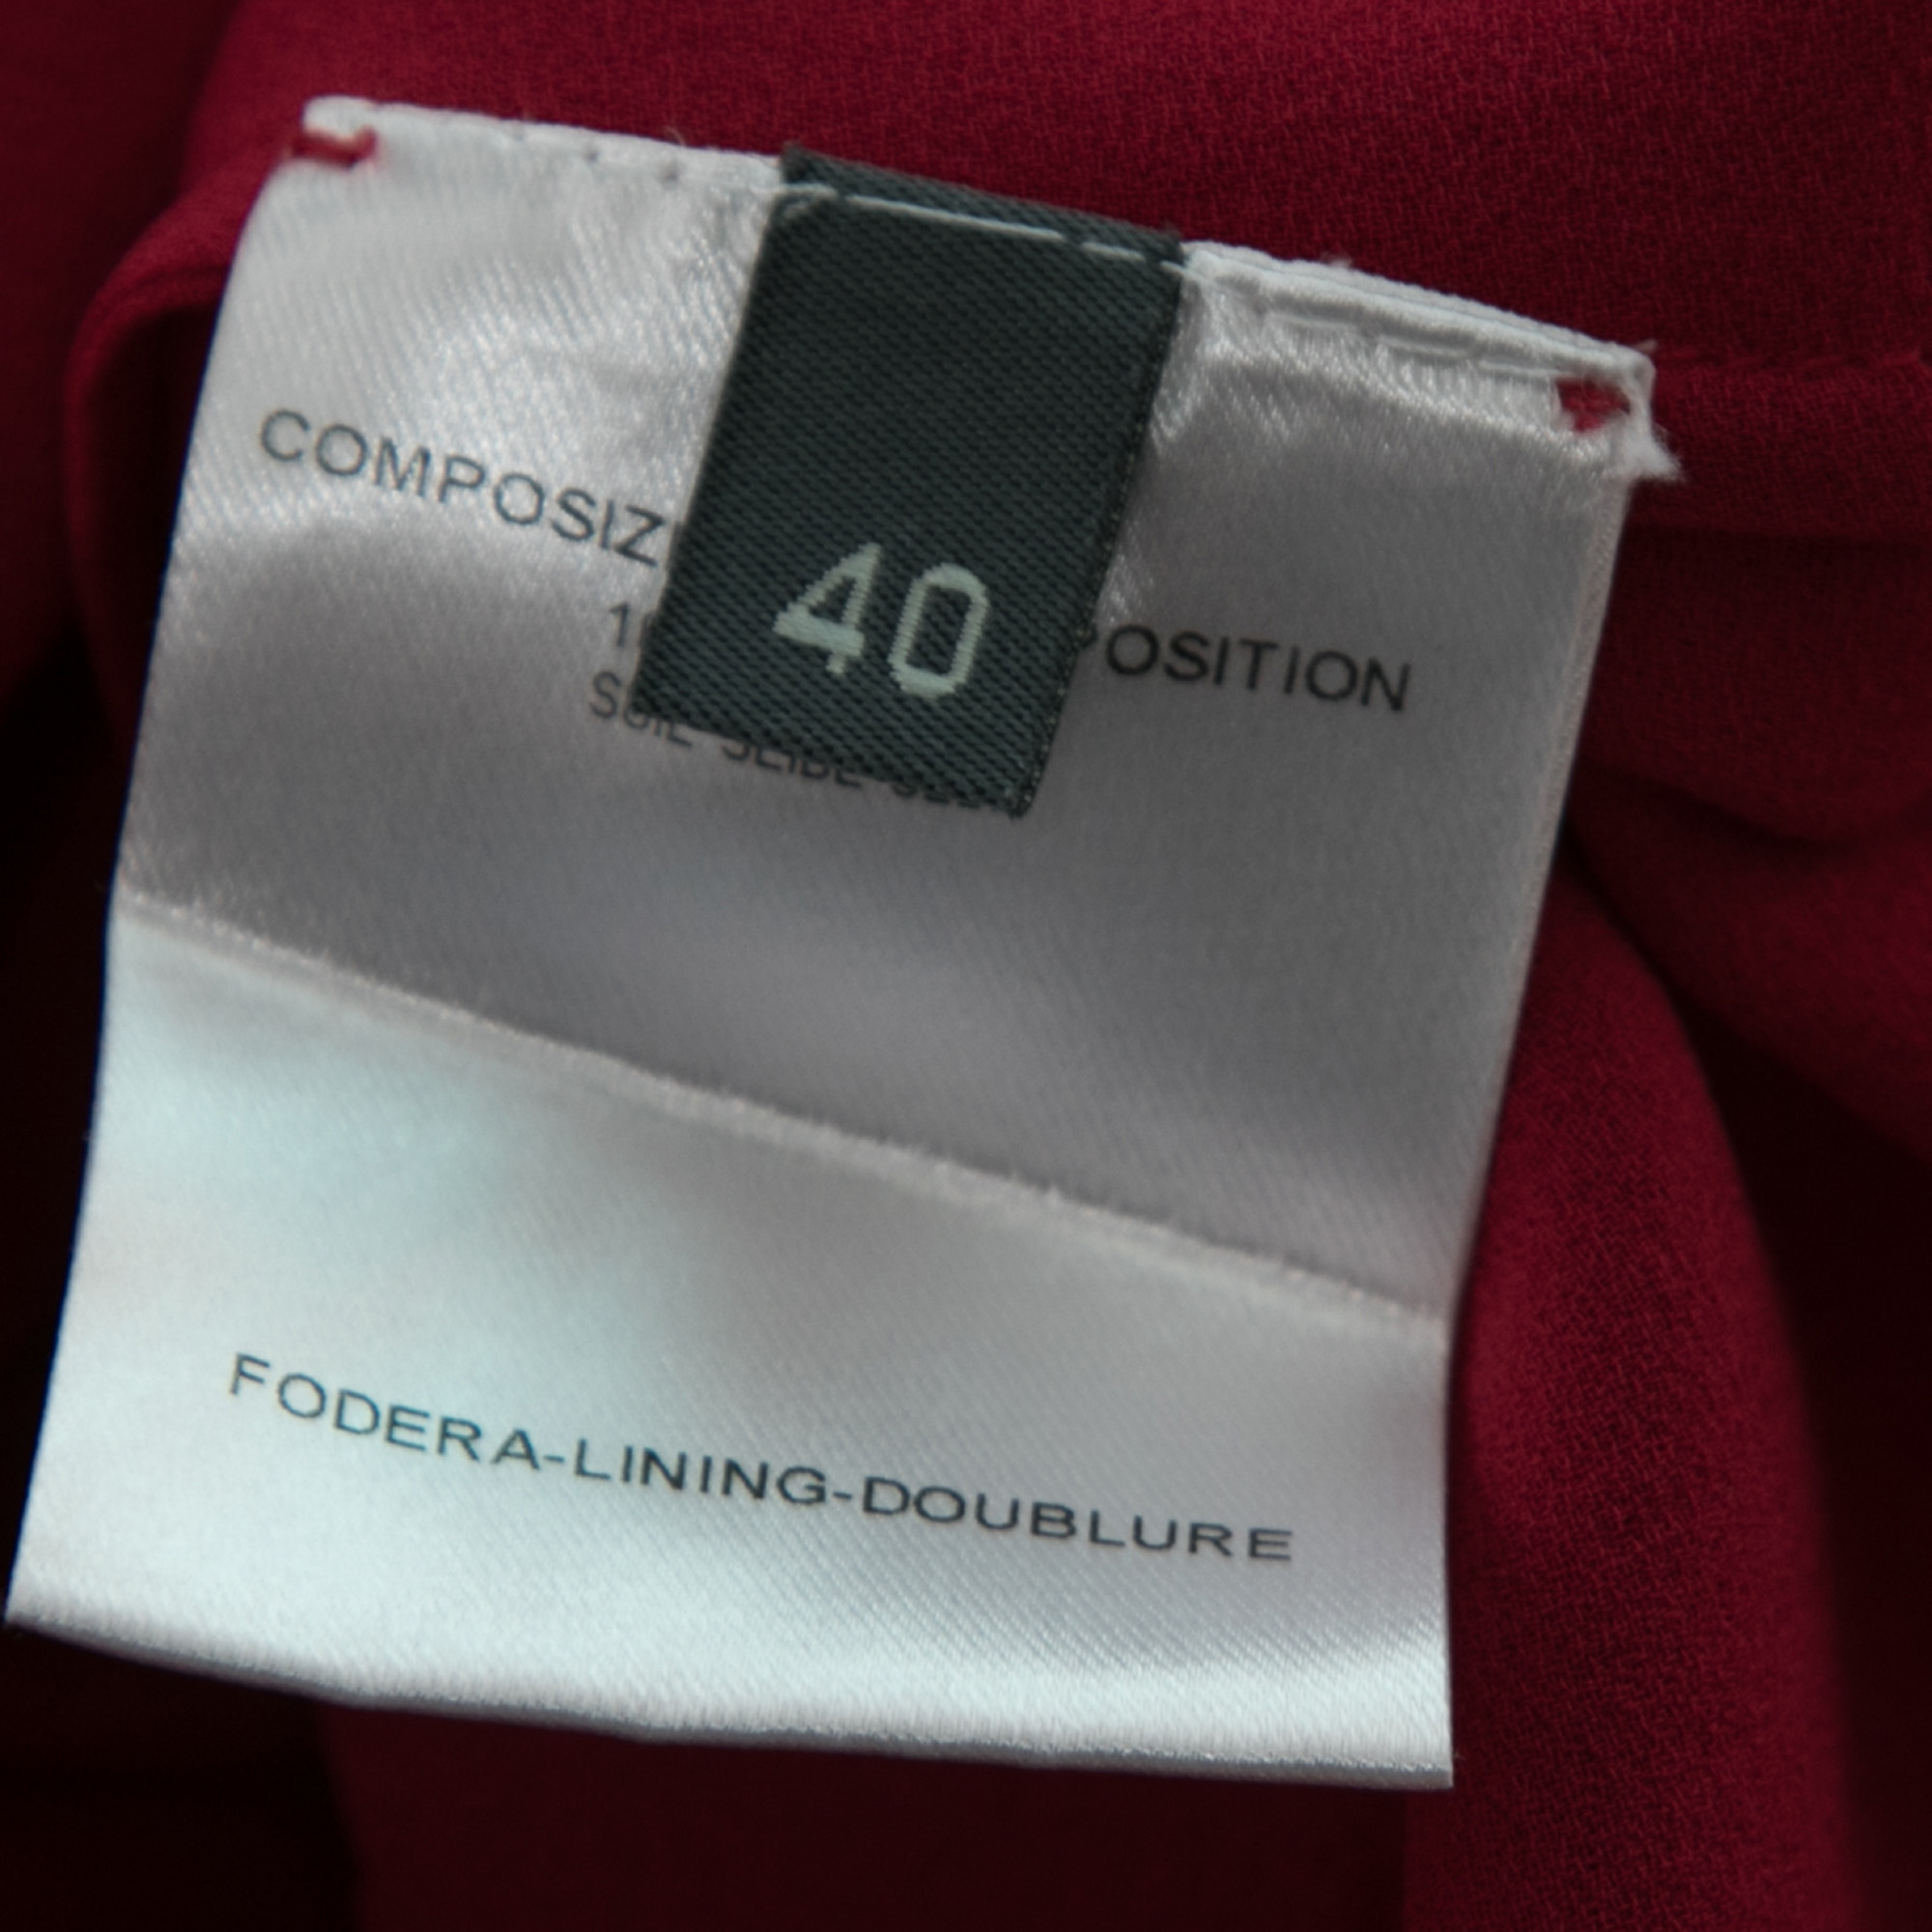 40
COMPOSIZ
POSITION
FODERA-LINING-DOUBLURE